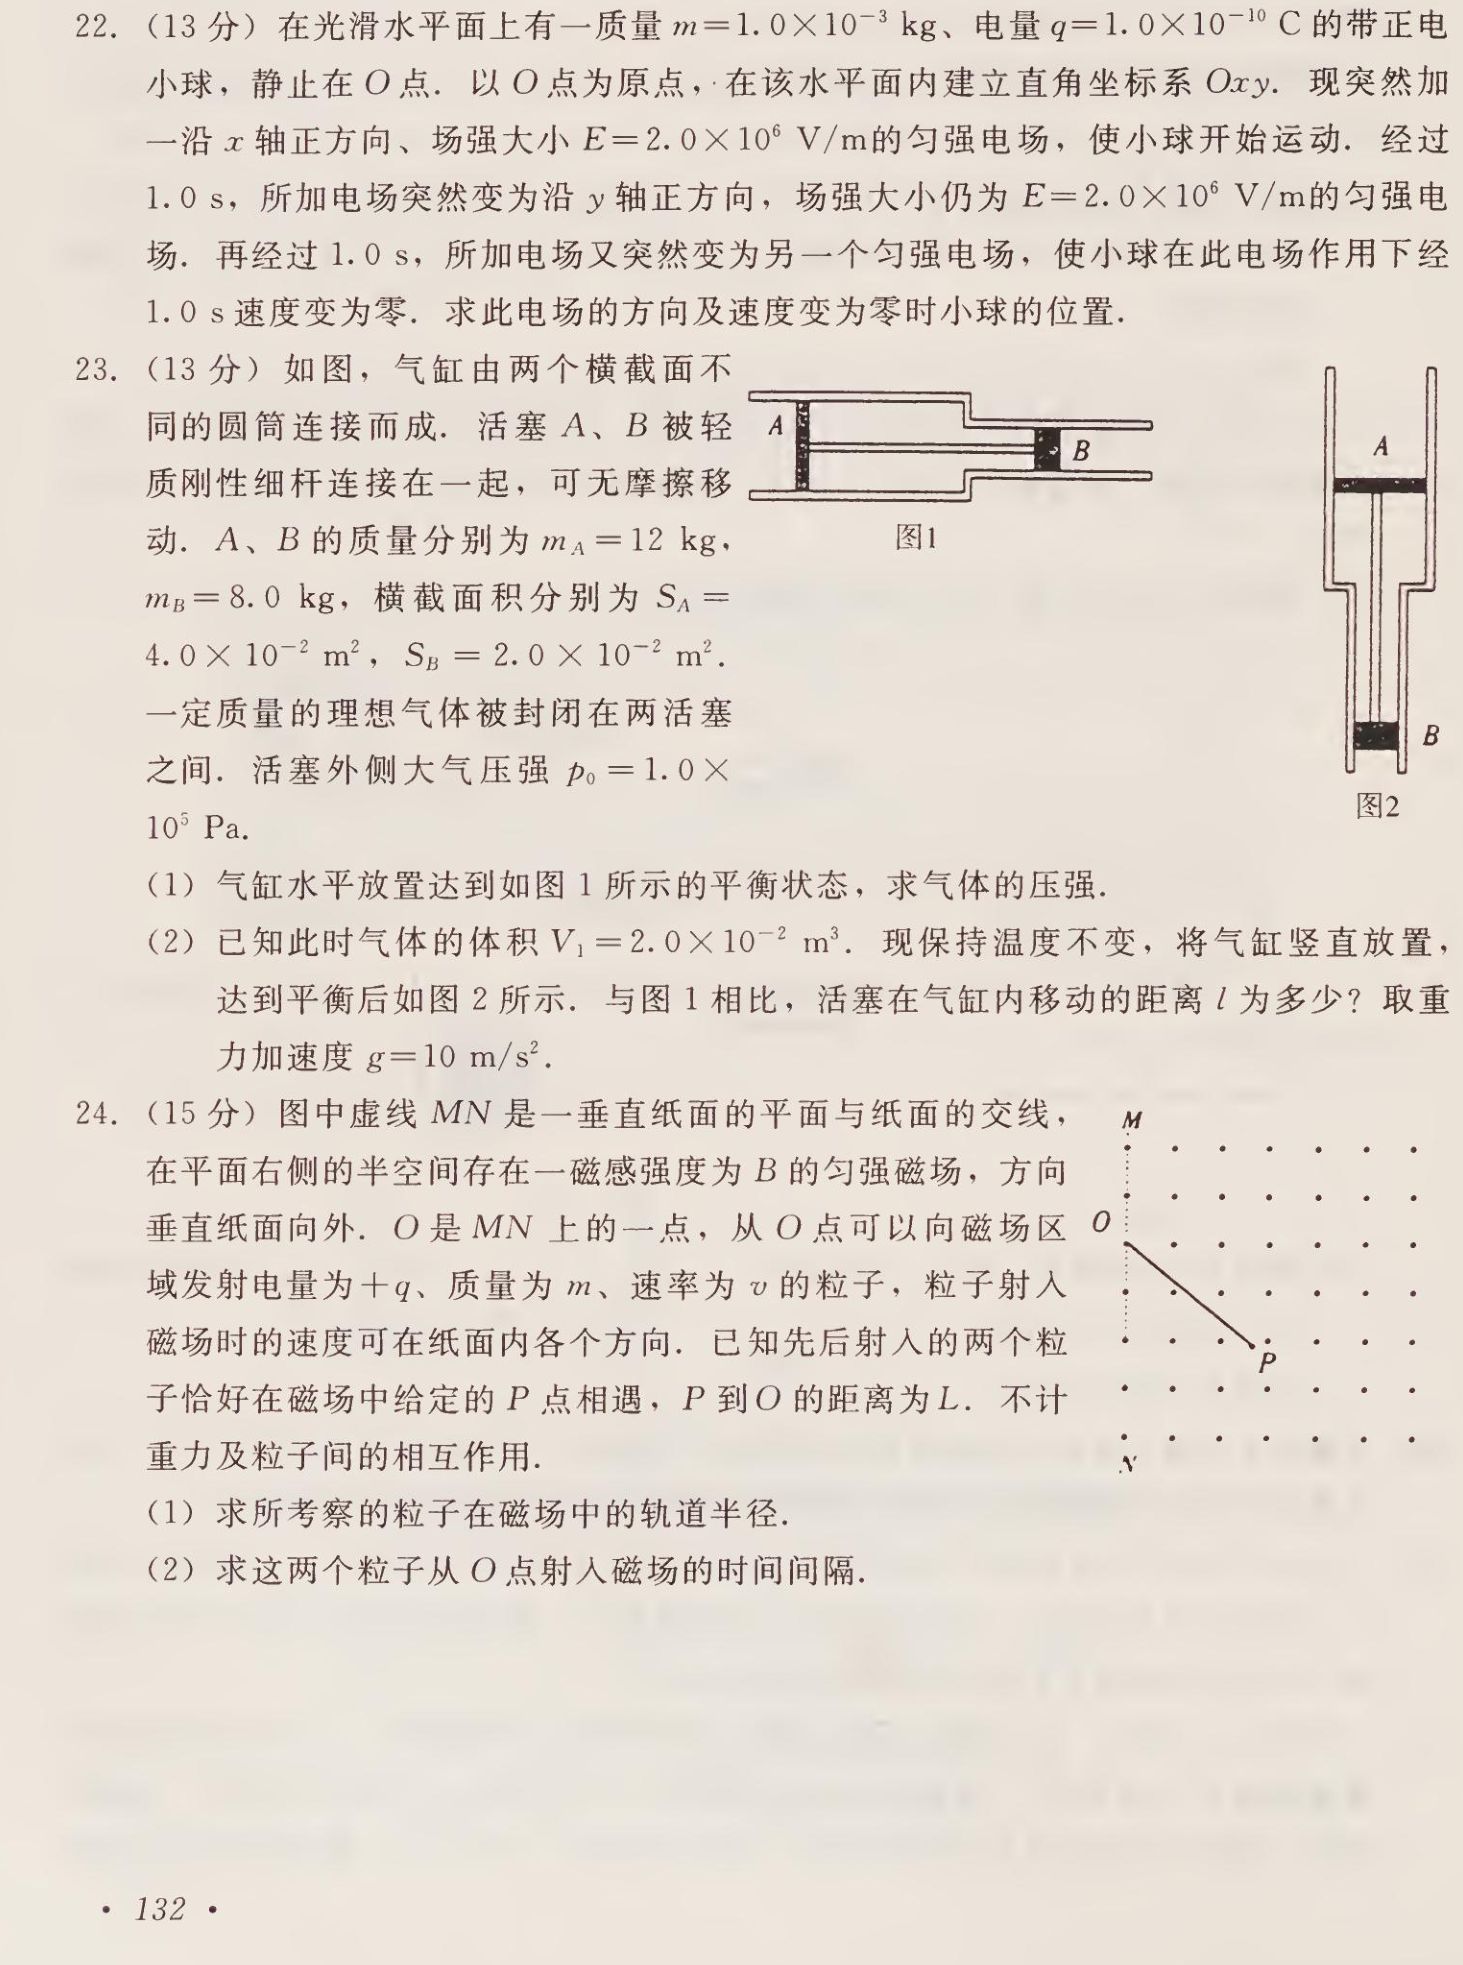 22. （13 分）在光滑水平面上有一质量 m＝1.0×10⁻³ kg、电量 q＝1.0×10⁻¹⁰ C 的带正电
小球，静止在 O 点．以 O 点为原点，在该水平面内建立直角坐标系 Oxy．现突然加
一沿 x 轴正方向、场强大小 E＝2.0×10⁶ V/m的匀强电场，使小球开始运动．经过
1.0 s，所加电场突然变为沿 y 轴正方向，场强大小仍为 E＝2.0×10⁶ V/m的匀强电
场．再经过 1.0 s，所加电场又突然变为另一个匀强电场，使小球在此电场作用下经
1.0 s 速度变为零．求此电场的方向及速度变为零时小球的位置．
23. （13 分）如图，气缸由两个横截面不
同的圆筒连接而成．活塞 A、B 被轻
质刚性细杆连接在一起，可无摩擦移
动．A、B 的质量分别为 m_A＝12 kg，
m_B＝8.0 kg，横截面积分别为 S_A＝
4.0×10⁻² m²，S_B＝2.0×10⁻² m²．
一定质量的理想气体被封闭在两活塞
之间．活塞外侧大气压强 p₀＝1.0×
10⁵ Pa．
A
B
图1
A
B
图2
（1）气缸水平放置达到如图 1 所示的平衡状态，求气体的压强．
（2）已知此时气体的体积 V₁＝2.0×10⁻² m³．现保持温度不变，将气缸竖直放置，
达到平衡后如图 2 所示．与图 1 相比，活塞在气缸内移动的距离 l 为多少？取重
力加速度 g＝10 m/s²．
24. （15 分）图中虚线 MN 是一垂直纸面的平面与纸面的交线，
在平面右侧的半空间存在一磁感强度为 B 的匀强磁场，方向
垂直纸面向外．O 是 MN 上的一点，从 O 点可以向磁场区
域发射电量为＋q、质量为 m、速率为 v 的粒子，粒子射入
磁场时的速度可在纸面内各个方向．已知先后射入的两个粒
子恰好在磁场中给定的 P 点相遇，P 到 O 的距离为 L．不计
重力及粒子间的相互作用．
M
O
P
N
（1）求所考察的粒子在磁场中的轨道半径．
（2）求这两个粒子从 O 点射入磁场的时间间隔．
· 132 ·